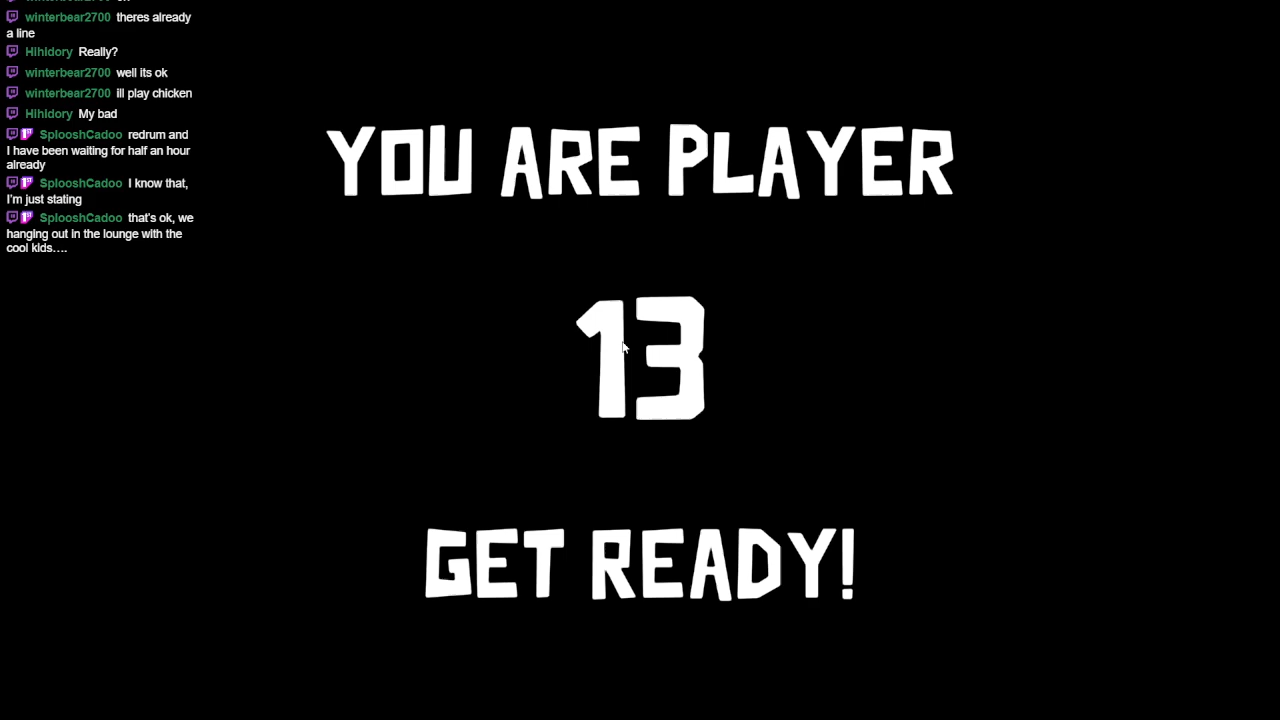 winterbear2700 theres already
a line
Hihidory Really?
winterbear2700 well its ok
winterbear2700 ill play chicken
Hihidory My bad
SplooshCadoo redrum and
I have been waiting for half an hour
already
SplooshCadoo I know that,
I'm just stating
SplooshCadoo that's ok, we
hanging out in the lounge with the
cool kids....
YOU ARE PLAYER
13
GET READY!